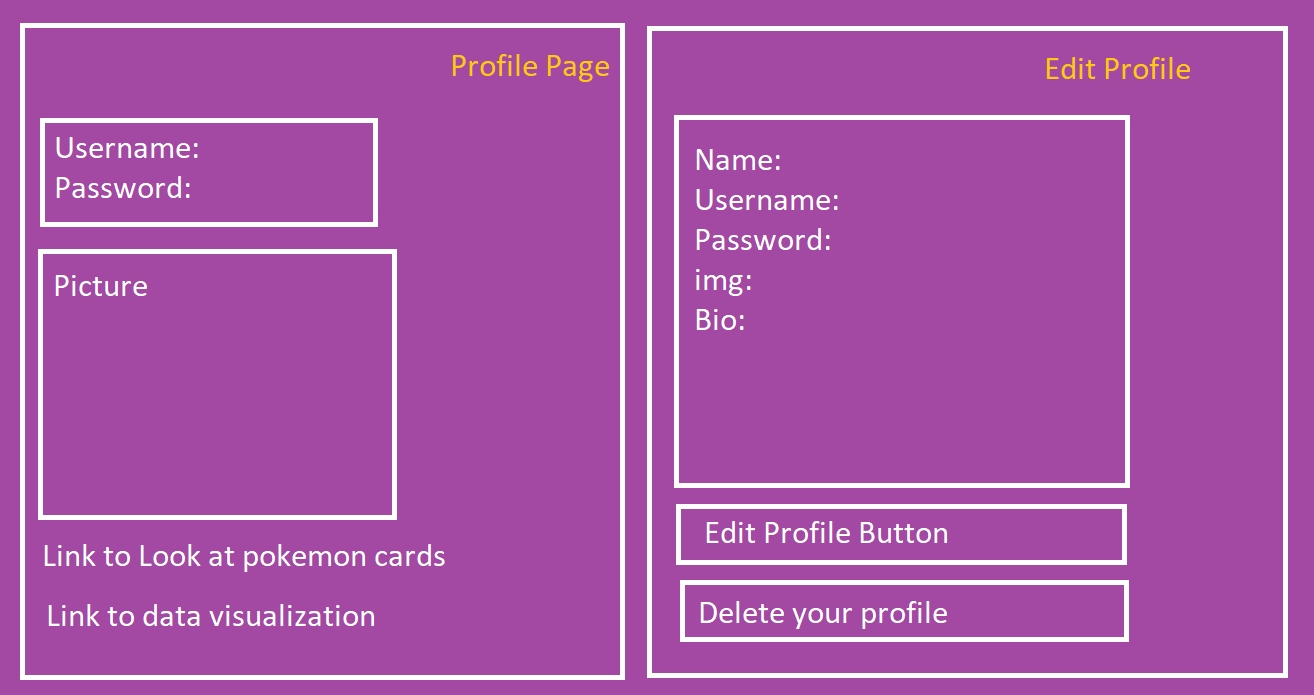 Profile Page
Username:
Password:
Picture
Link to Look at pokemon cards
Link to data visualization
Edit Profile
Name:
Username:
Password:
img:
Bio:
Edit Profile Button
Delete your profile